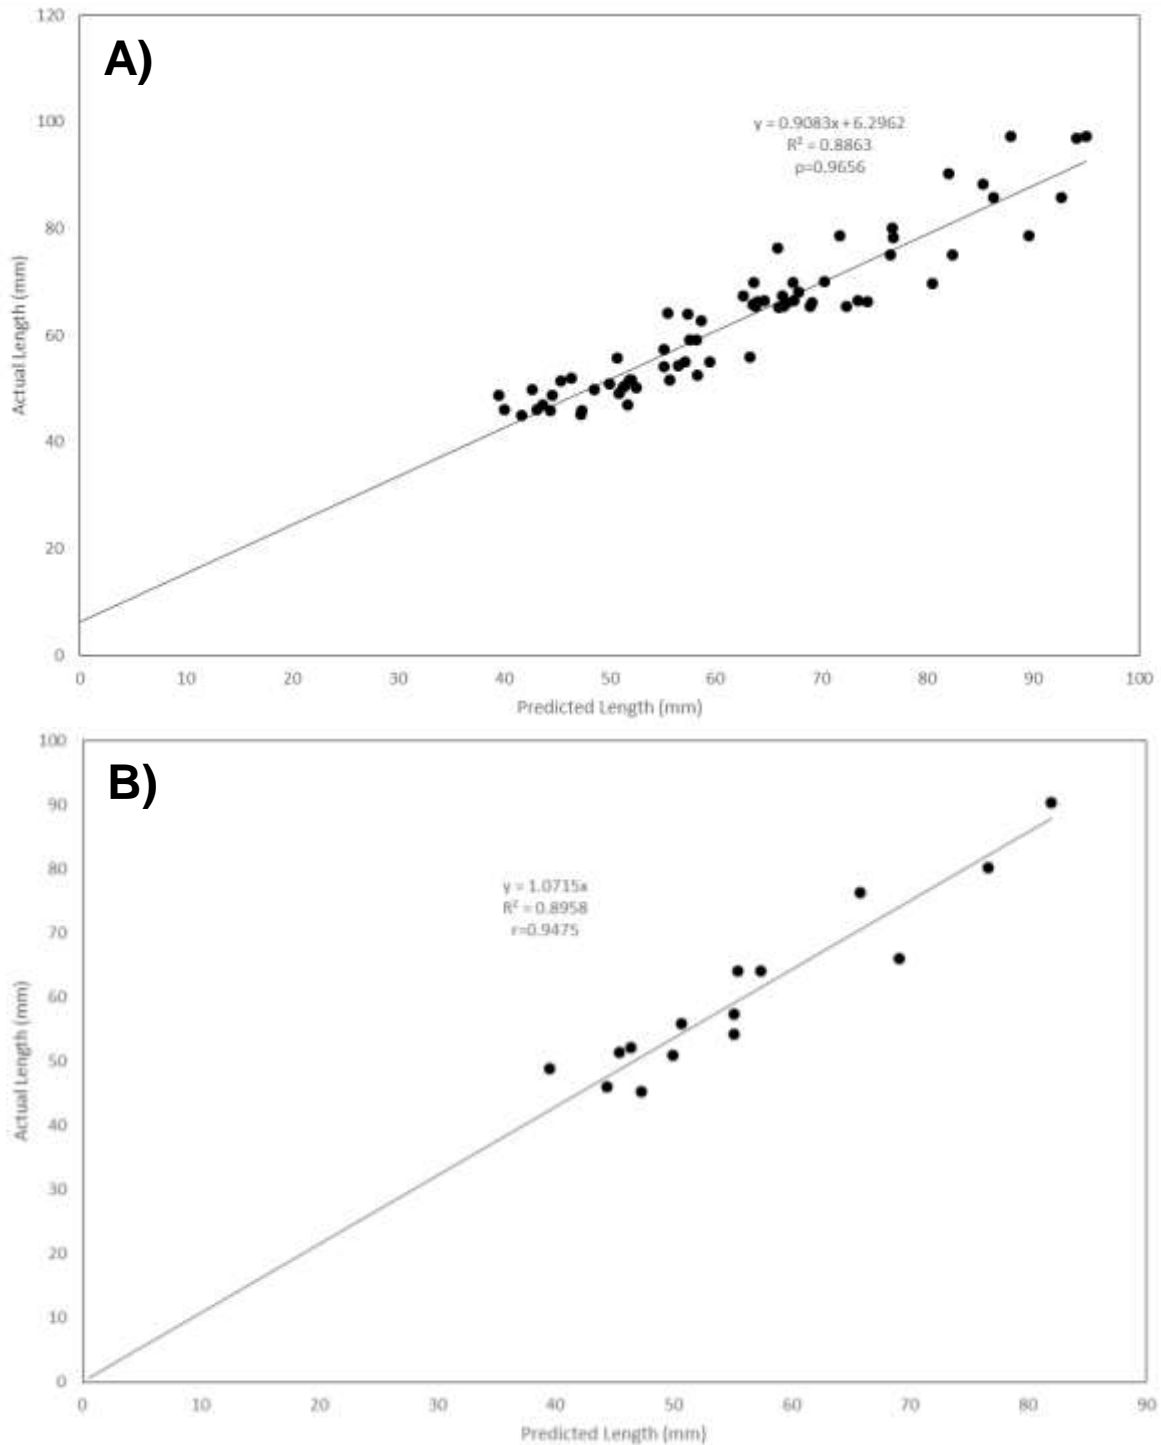 120
A)
100
y = 0.9083x + 6.2962
R² = 0.8863
p=0.9656
80
60
40
20
0
Actual Length (mm)
0 10 20 30 40 50 60 70 80 90 100
Predicted Length (mm)
100
B)
90
80
y = 1.0715x
R² = 0.8958
r=0.9475
70
60
50
40
30
20
10
0
Actual Length (mm)
0 10 20 30 40 50 60 70 80 90
Predicted Length (mm)